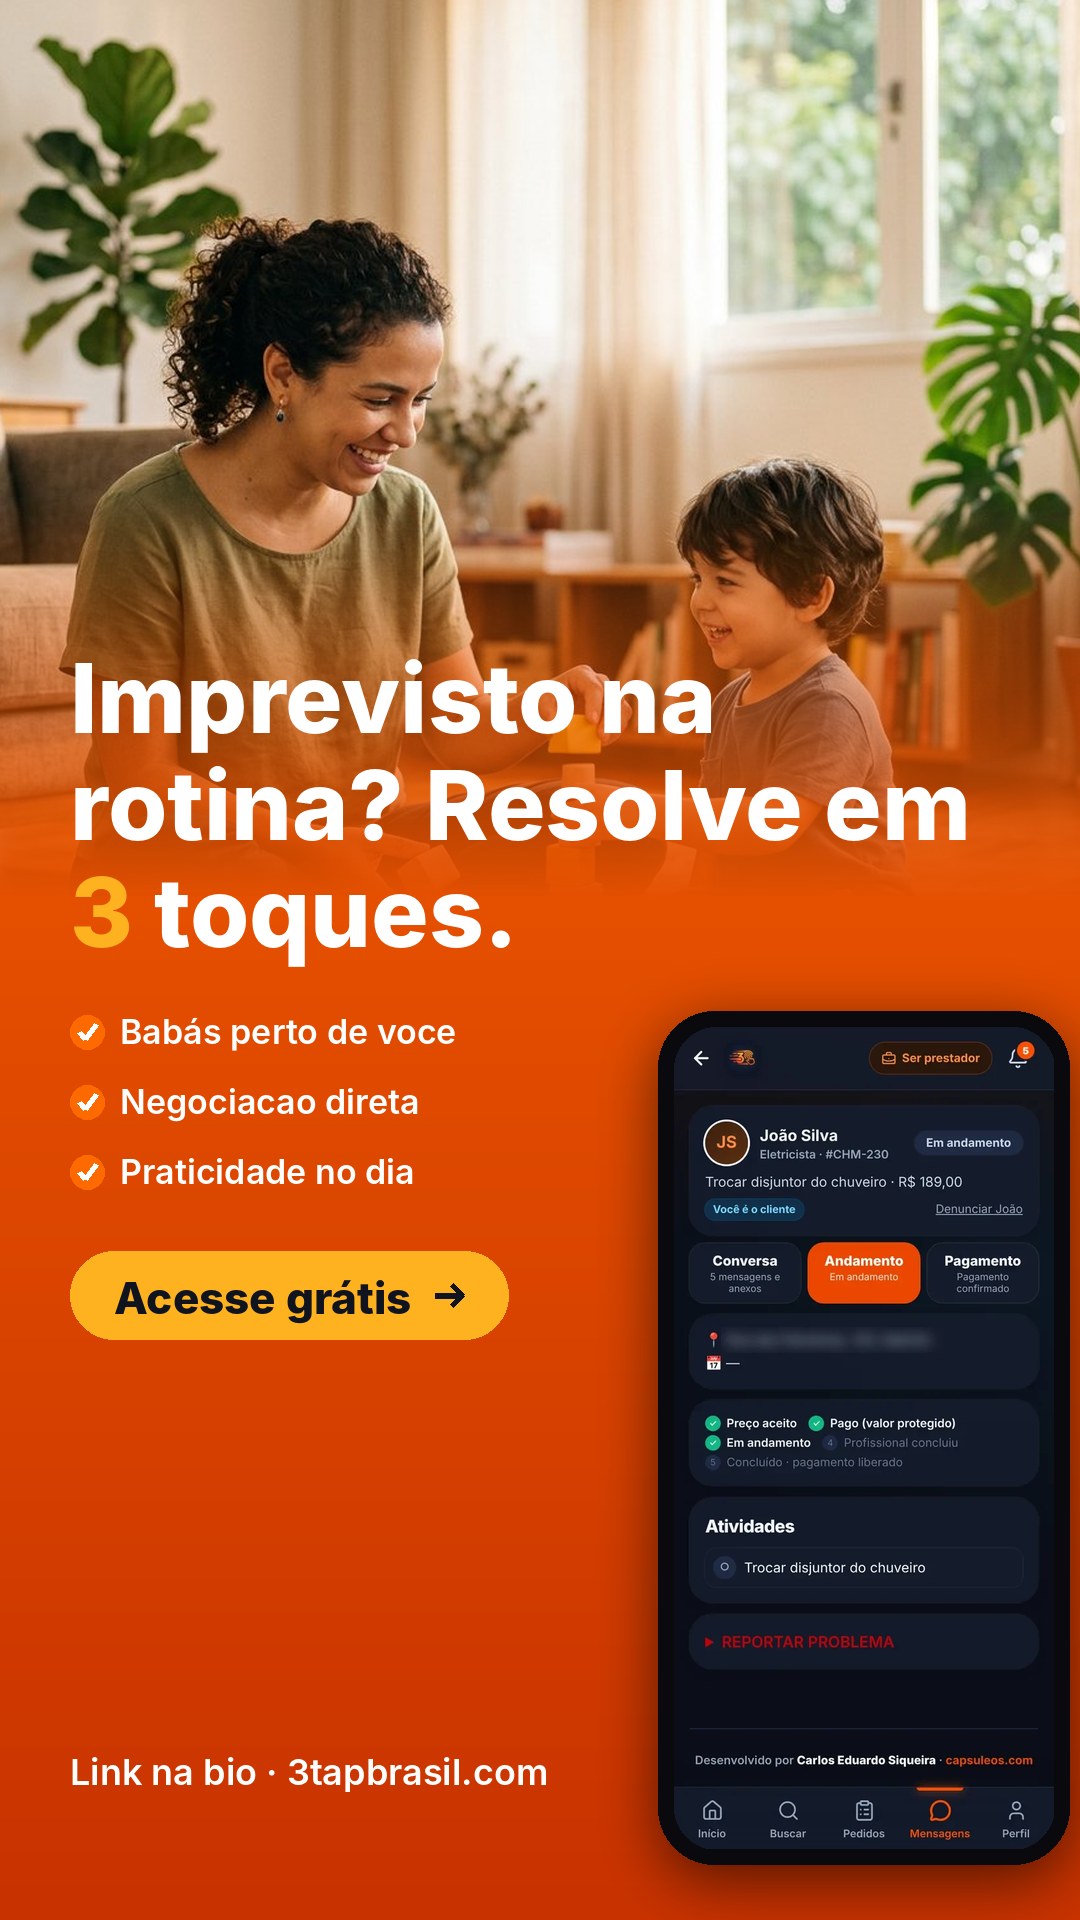 Imprevisto na
rotina? Resolve em
3 toques.
Babás perto de voce
Negociacao direta
Praticidade no dia
Acesse grátis →
Link na bio · 3tapbrasil.com
Ser prestador
5
JS
João Silva
Eletricista · #CHM-230
Em andamento
Trocar disjuntor do chuveiro · R$ 189,00
Você é o cliente
Denunciar João
Conversa
5 mensagens e
anexos
Andamento
Em andamento
Pagamento
Pagamento
confirmado
—
Preço aceito
Pago (valor protegido)
Em andamento
4 Profissional concluiu
5 Concluído · pagamento liberado
Atividades
Trocar disjuntor do chuveiro
REPORTAR PROBLEMA
Desenvolvido por Carlos Eduardo Siqueira · capsuleos.com
Início
Buscar
Pedidos
Mensagens
Perfil